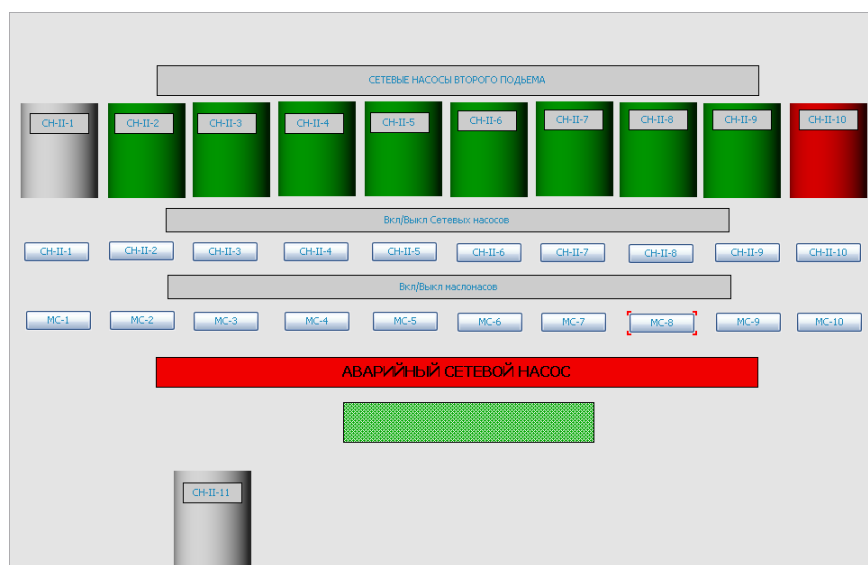 СЕТЕВЫЕ НАСОСЫ ВТОРОГО ПОДЬЕМА
СН-II-1 СН-II-2 СН-II-3 СН-II-4 СН-II-5 СН-II-6 СН-II-7 СН-II-8 СН-II-9 СН-II-10
Вкл/Выкл Сетевых насосов
СН-II-1 СН-II-2 СН-II-3 СН-II-4 СН-II-5 СН-II-6 СН-II-7 СН-II-8 СН-II-9 СН-II-10
Вкл/Выкл наслонасов
МС-1 МС-2 МС-3 МС-4 МС-5 МС-6 МС-7 МС-8 МС-9 МС-10
АВАРИЙНЫЙ СЕТЕВОЙ НАСОС
СН-II-11